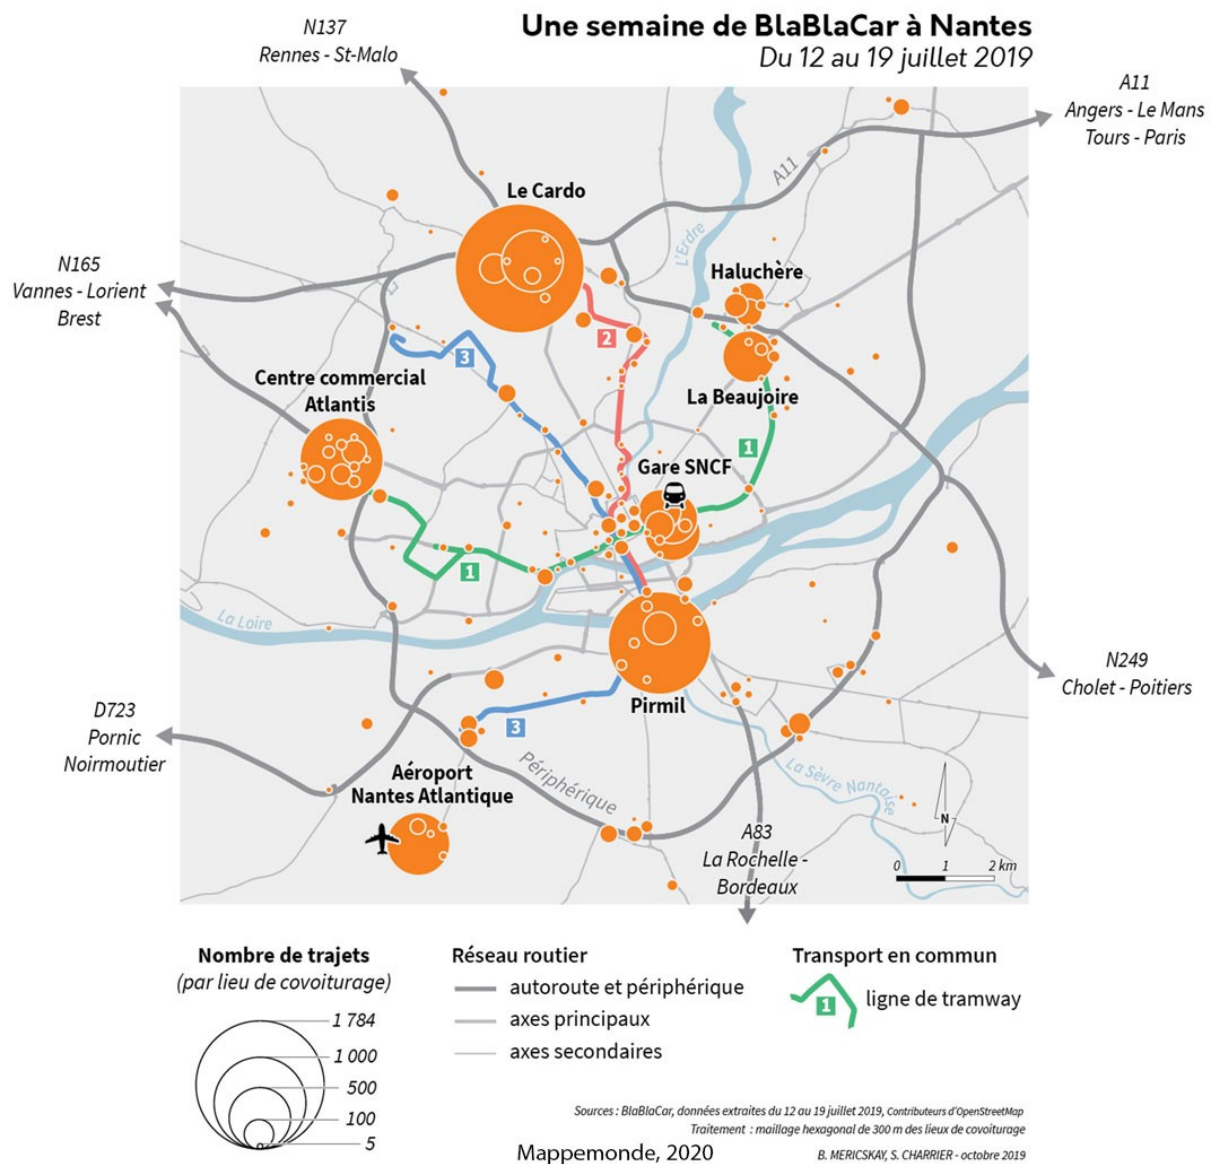 Une semaine de BlaBlaCar à Nantes
Du 12 au 19 juillet 2019
N137
Rennes - St-Malo
A11
Angers - Le Mans
Tours - Paris
A11
Le Cardo
L'Erdre
N165
Vannes - Lorient
Brest
Haluchère
2
3
Centre commercial
Atlantis
La Beaujoire
1
Gare SNCF
1
La Loire
N249
Cholet - Poitiers
Pirmil
D723
Pornic
Noirmoutier
3
Périphérique
La Sèvre Nantaise
Aéroport
Nantes Atlantique
N
A83
La Rochelle -
Bordeaux
0 1 2 km
Nombre de trajets
(par lieu de covoiturage)
1 784
1 000
500
100
5
Réseau routier
autoroute et périphérique
axes principaux
axes secondaires
Transport en commun
1 ligne de tramway
Sources : BlaBlaCar, données extraites du 12 au 19 juillet 2019, Contributeurs d'OpenStreetMap
Traitement : maillage hexagonal de 300 m des lieux de covoiturage
Mappemonde, 2020
B. MERICSKAY, S. CHARRIER - octobre 2019